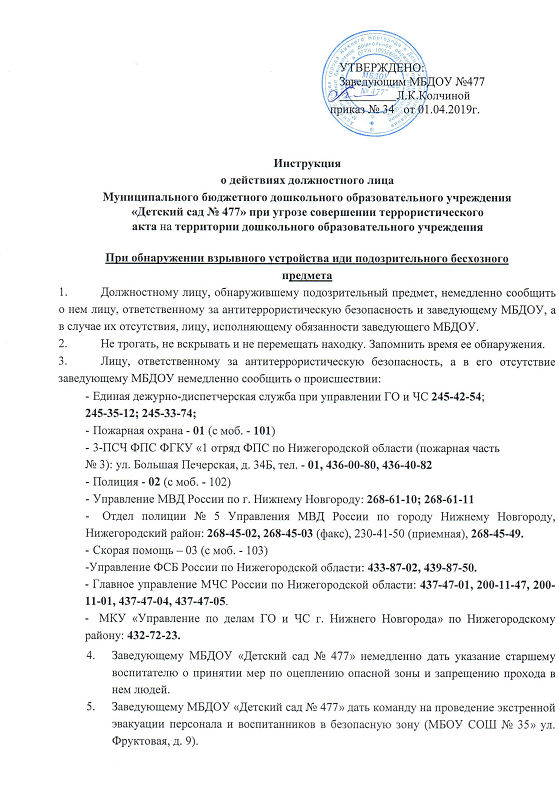 УТВЕРЖДЕНО:
Заведующим МБДОУ №477
Л.К.Колчиной
приказ № 34 от 01.04.2019г.
МБДОУ
№ 477"
Инструкция
о действиях должностного лица
Муниципального бюджетного дошкольного образовательного учреждения
«Детский сад № 477» при угрозе совершении террористического
акта на территории дошкольного образовательного учреждения
При обнаружении взрывного устройства иди подозрительного бесхозного
предмета
1. Должностному лицу, обнаружившему подозрительный предмет, немедленно сообщить
о нем лицу, ответственному за антитеррористическую безопасность и заведующему МБДОУ, а
в случае их отсутствия, лицу, исполняющему обязанности заведующего МБДОУ.
2. Не трогать, не вскрывать и не перемещать находку. Запомнить время ее обнаружения.
3. Лицу, ответственному за антитеррористическую безопасность, а в его отсутствие
заведующему МБДОУ немедленно сообщить о происшествии:
- Единая дежурно-диспетчерская служба при управлении ГО и ЧС 245-42-54;
245-35-12; 245-33-74;
- Пожарная охрана - 01 (с моб. - 101)
- 3-ПСЧ ФПС ФГКУ «1 отряд ФПС по Нижегородской области (пожарная часть
№ 3): ул. Большая Печерская, д. 34Б, тел. - 01, 436-00-80, 436-40-82
- Полиция - 02 (с моб. - 102)
- Управление МВД России по г. Нижнему Новгороду: 268-61-10; 268-61-11
- Отдел полиции № 5 Управления МВД России по городу Нижнему Новгороду,
Нижегородский район: 268-45-02, 268-45-03 (факс), 230-41-50 (приемная), 268-45-49.
- Скорая помощь – 03 (с моб. - 103)
-Управление ФСБ России по Нижегородской области: 433-87-02, 439-87-50.
- Главное управление МЧС России по Нижегородской области: 437-47-01, 200-11-47, 200-
11-01, 437-47-04, 437-47-05.
- МКУ «Управление по делам ГО и ЧС г. Нижнего Новгорода» по Нижегородскому
району: 432-72-23.
4. Заведующему МБДОУ «Детский сад № 477» немедленно дать указание старшему
воспитателю о принятии мер по оцеплению опасной зоны и запрещению прохода в
нем людей.
5. Заведующему МБДОУ «Детский сад № 477» дать команду на проведение экстренной
эвакуации персонала и воспитанников в безопасную зону (МБОУ СОШ № 35» ул.
Фруктовая, д. 9).